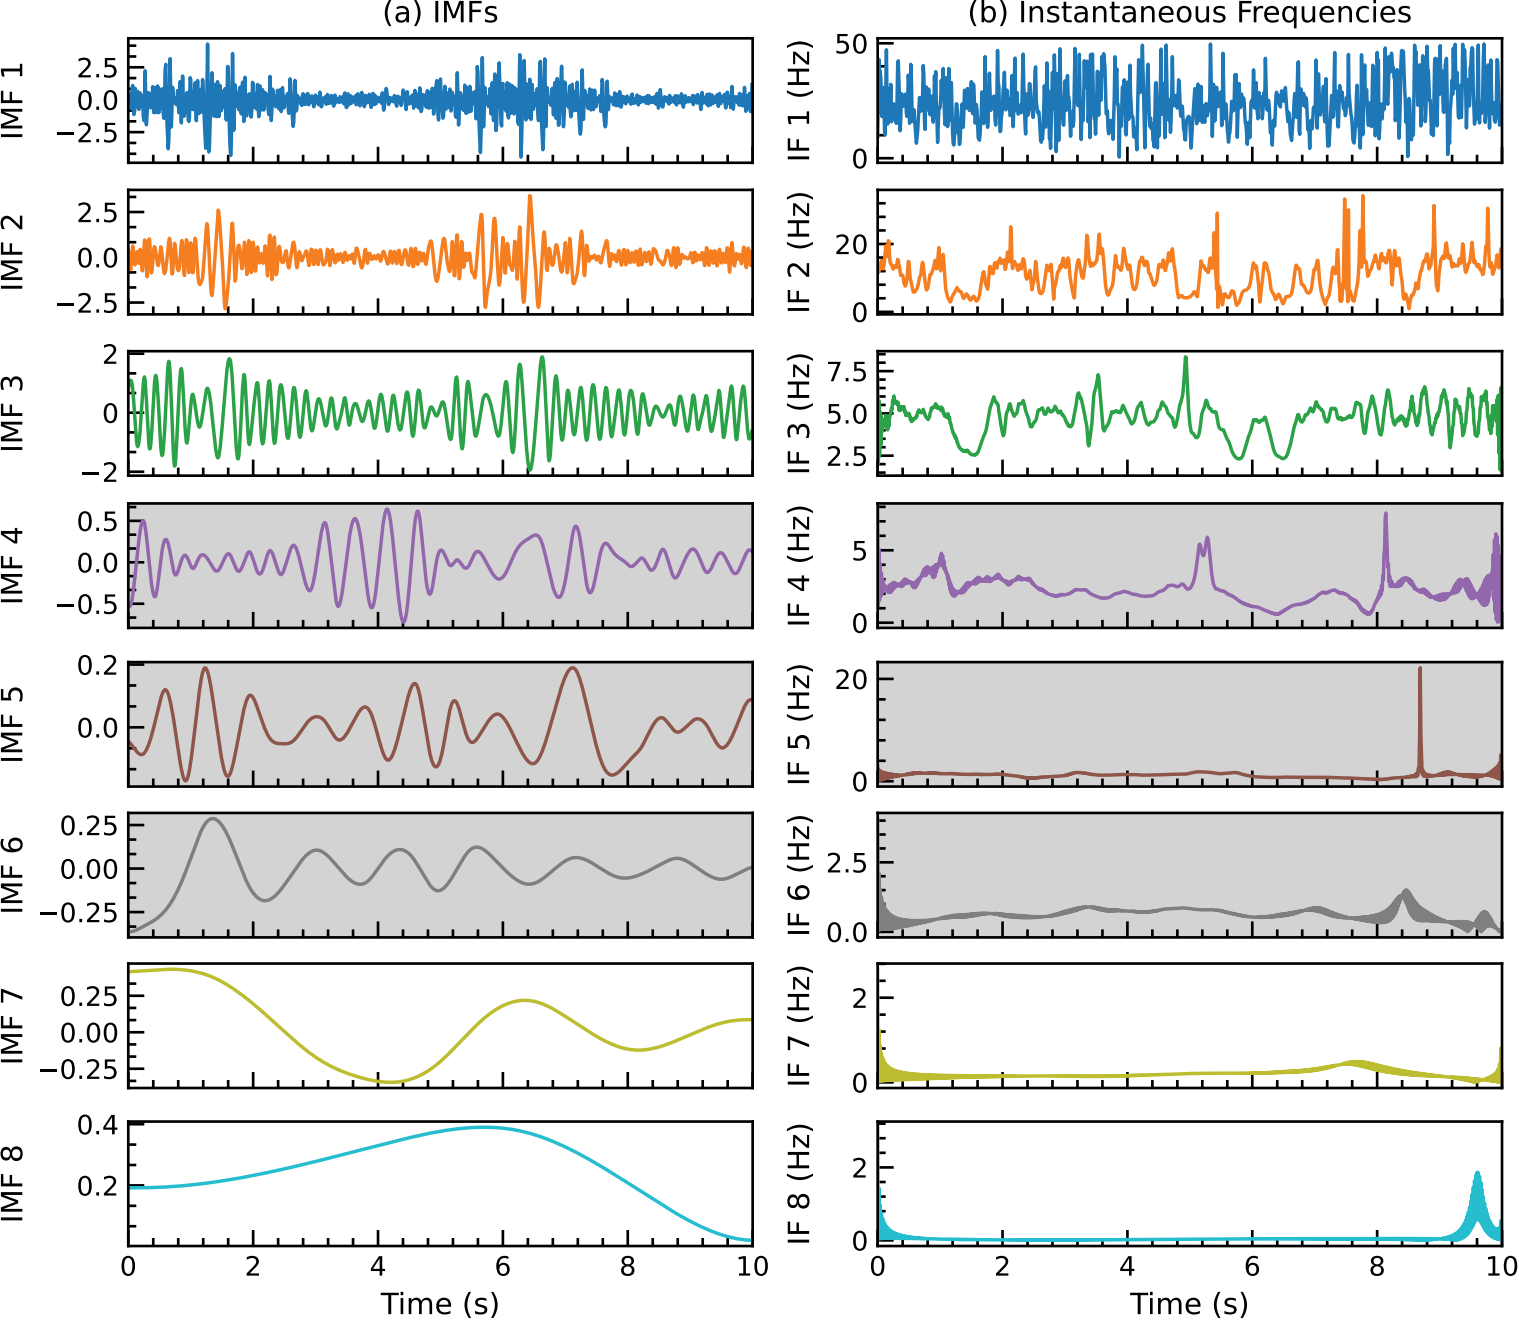 (a) IMFs
(b) Instantaneous Frequencies
IMF 1
2.5
0.0
−2.5
IF 1 (Hz)
50
0
IMF 2
2.5
0.0
−2.5
IF 2 (Hz)
20
0
IMF 3
2
0
−2
IF 3 (Hz)
7.5
5.0
2.5
IMF 4
0.5
0.0
−0.5
IF 4 (Hz)
5
0
IMF 5
0.2
0.0
IF 5 (Hz)
20
0
IMF 6
0.25
0.00
−0.25
IF 6 (Hz)
2.5
0.0
IMF 7
0.25
0.00
−0.25
IF 7 (Hz)
2
0
IMF 8
0.4
0.2
IF 8 (Hz)
2
0
0 2 4 6 8 10
0 2 4 6 8 10
Time (s)
Time (s)